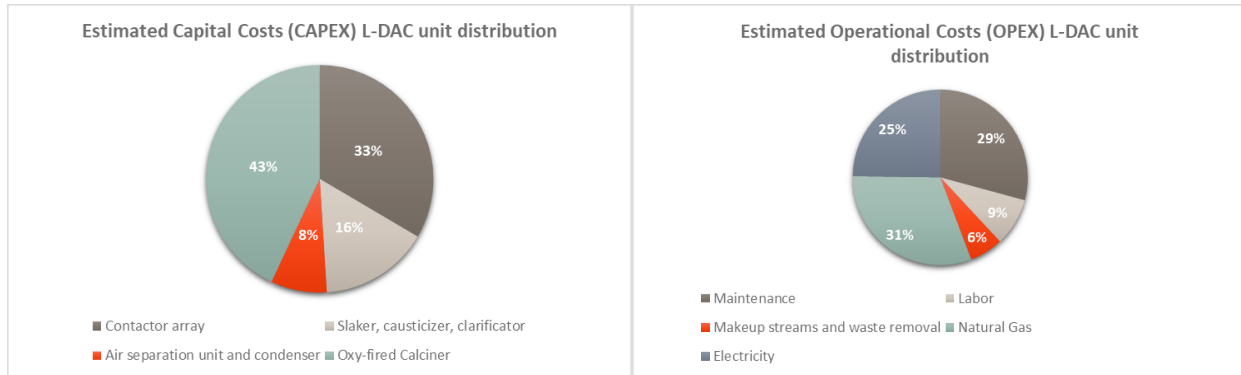 Estimated Capital Costs (CAPEX) L-DAC unit distribution
33%
16%
8%
43%
Contactor array
Slaker, causticizer, clarificator
Air separation unit and condenser
Oxy-fired Calciner
Estimated Operational Costs (OPEX) L-DAC unit
distribution
29%
9%
6%
31%
25%
Maintenance
Labor
Makeup streams and waste removal
Natural Gas
Electricity